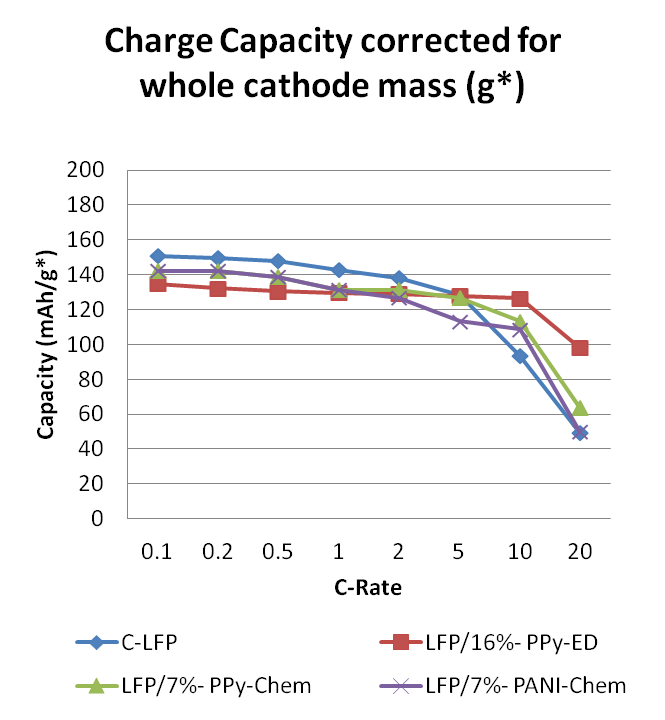 Charge Capacity corrected for
whole cathode mass (g*)
200
180
160
140
120
100
80
60
40
20
0
Capacity (mAh/g*)
0.1 0.2 0.5 1 2 5 10 20
C-Rate
C-LFP
LFP/16%- PPy-ED
LFP/7%- PPy-Chem
LFP/7%- PANI-Chem